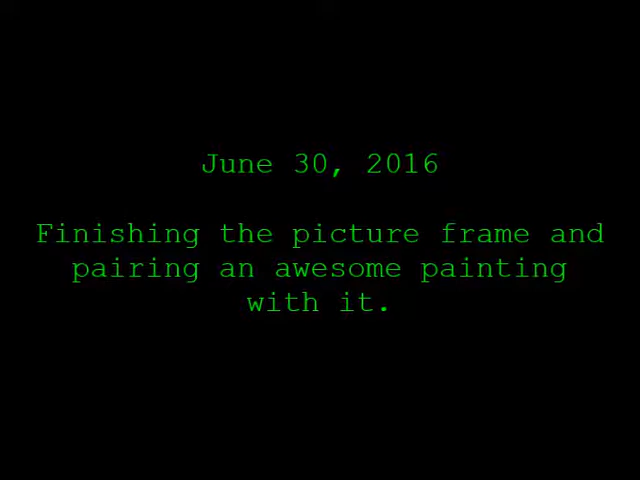 June 30, 2016
Finishing the picture frame and
pairing an awesome painting
with it.